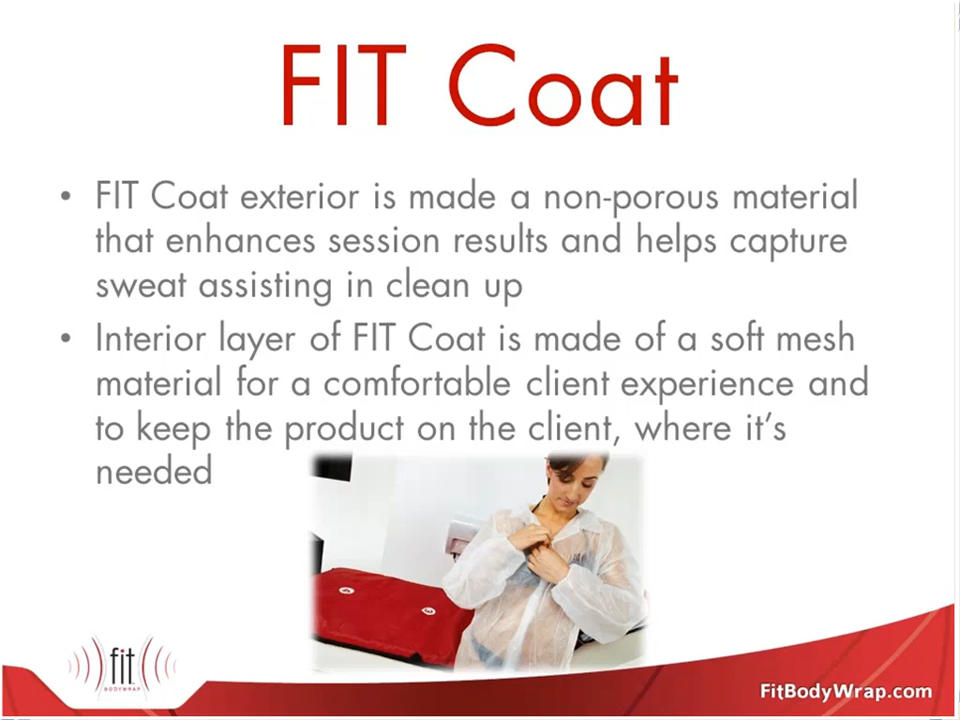 FIT Coat
• FIT Coat exterior is made a non-porous material
that enhances session results and helps capture
sweat assisting in clean up
• Interior layer of FIT Coat is made of a soft mesh
material for a comfortable client experience and
to keep the product on the client, where it's
needed
fit
BODYWRAP
FitBodyWrap.com